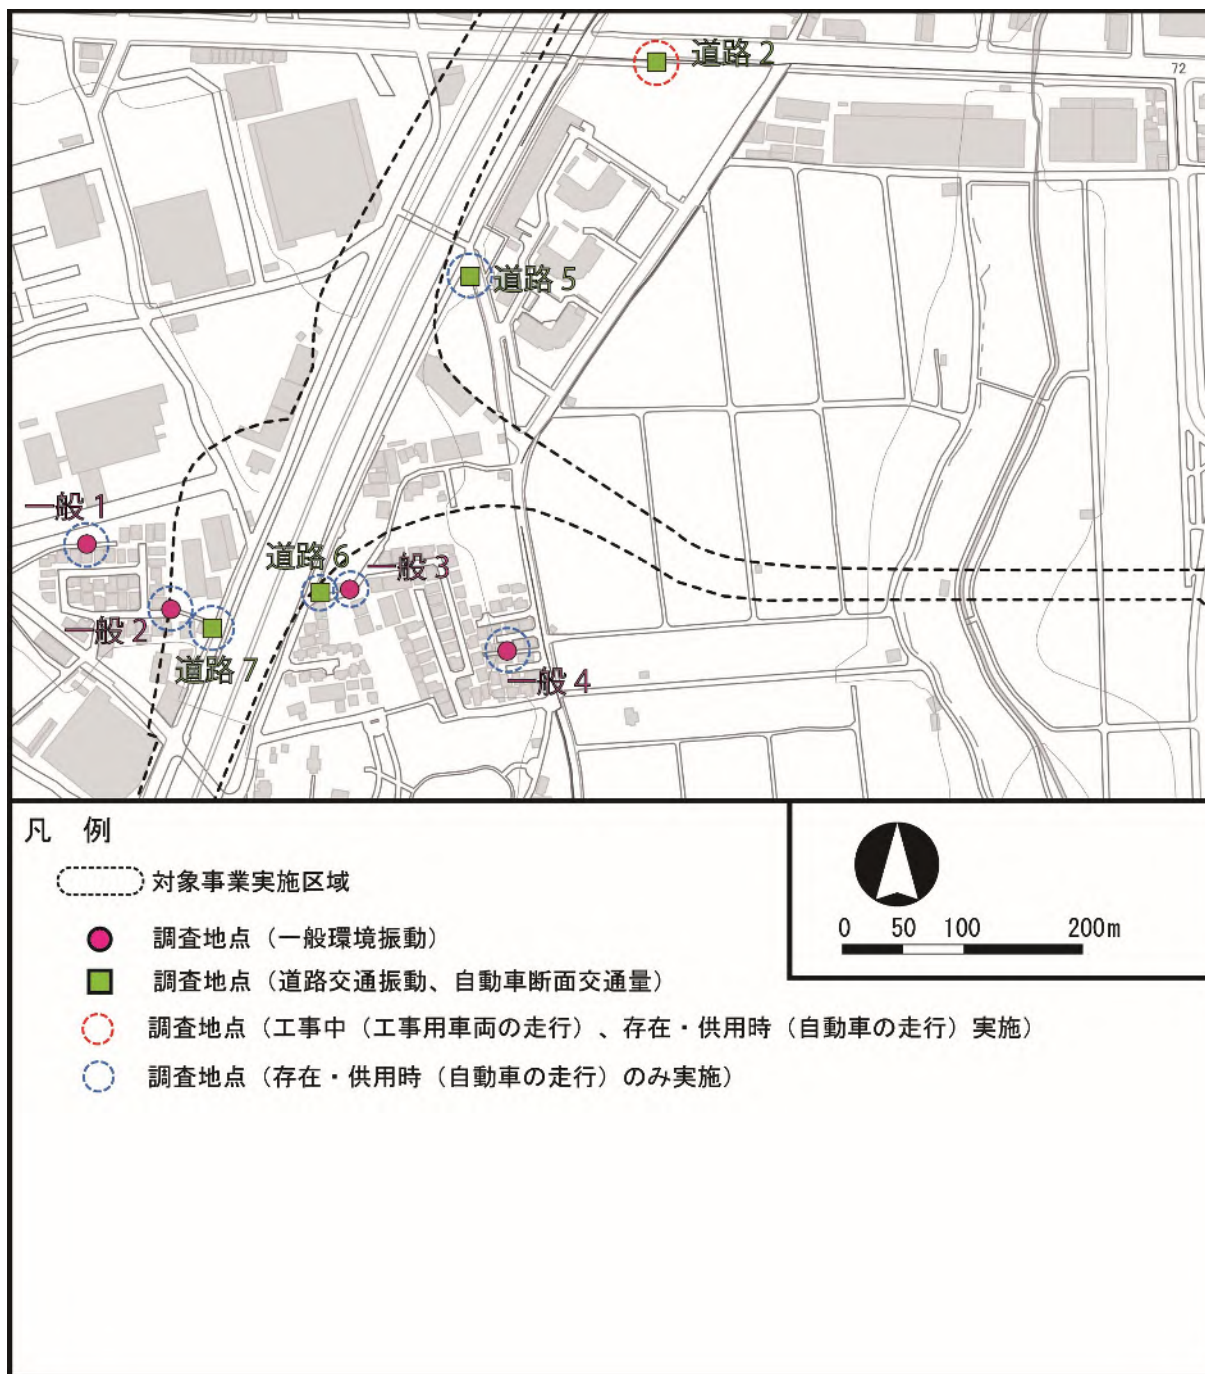 道路 2
72
道路 5
一般 1
道路 6
一般 3
一般 2
道路 7
一般 4
凡　例
対象事業実施区域
調査地点（一般環境振動）
調査地点（道路交通振動、自動車断面交通量）
調査地点（工事中（工事用車両の走行）、存在・供用時（自動車の走行）実施）
調査地点（存在・供用時（自動車の走行）のみ実施）
0 50 100 200m